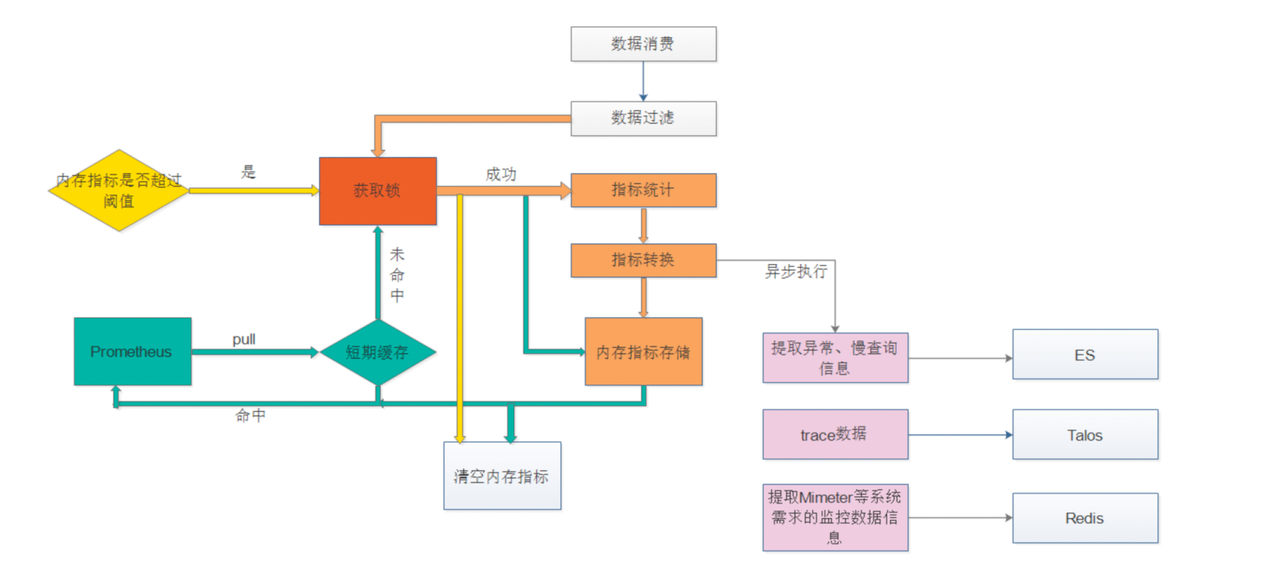 数据消费
数据过滤
内存指标是否超过
阈值
是
获取锁
成功
指标统计
指标转换
异步执行
未
命
中
Prometheus
pull
短期缓存
内存指标存储
命中
清空内存指标
提取异常、慢查询
信息
ES
trace数据
Talos
提取Mimeter等系统
需求的监控数据信
息
Redis